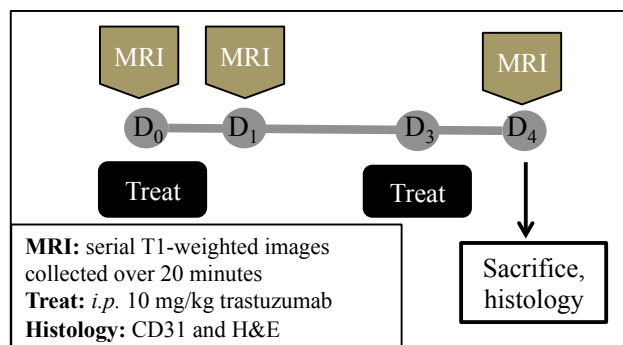 MRI MRI MRI
D0 D1 D3 D4
Treat Treat
MRI: serial T1-weighted images
collected over 20 minutes
Treat: i.p. 10 mg/kg trastuzumab
Histology: CD31 and H&E
Sacrifice,
histology